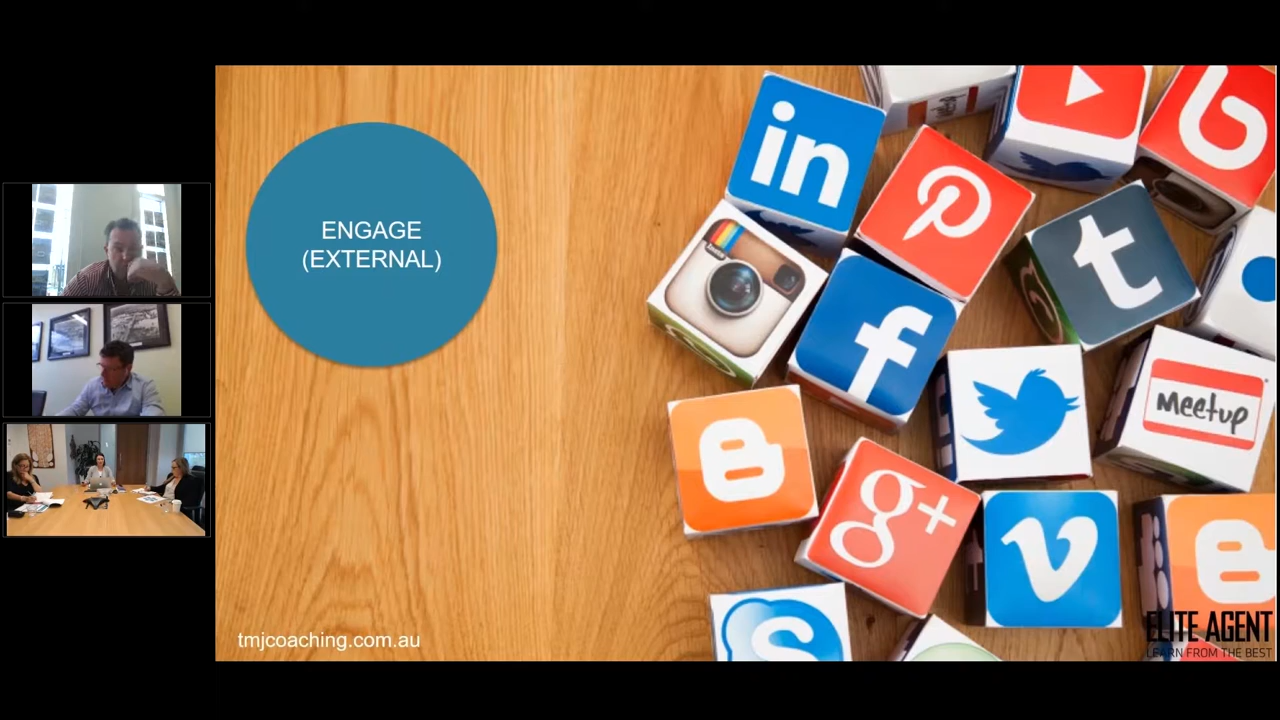 ENGAGE
(EXTERNAL)
in
f
t
Meetup
g+
tmjcoaching.com.au
ELITE AGENT
LEARN FROM THE BEST